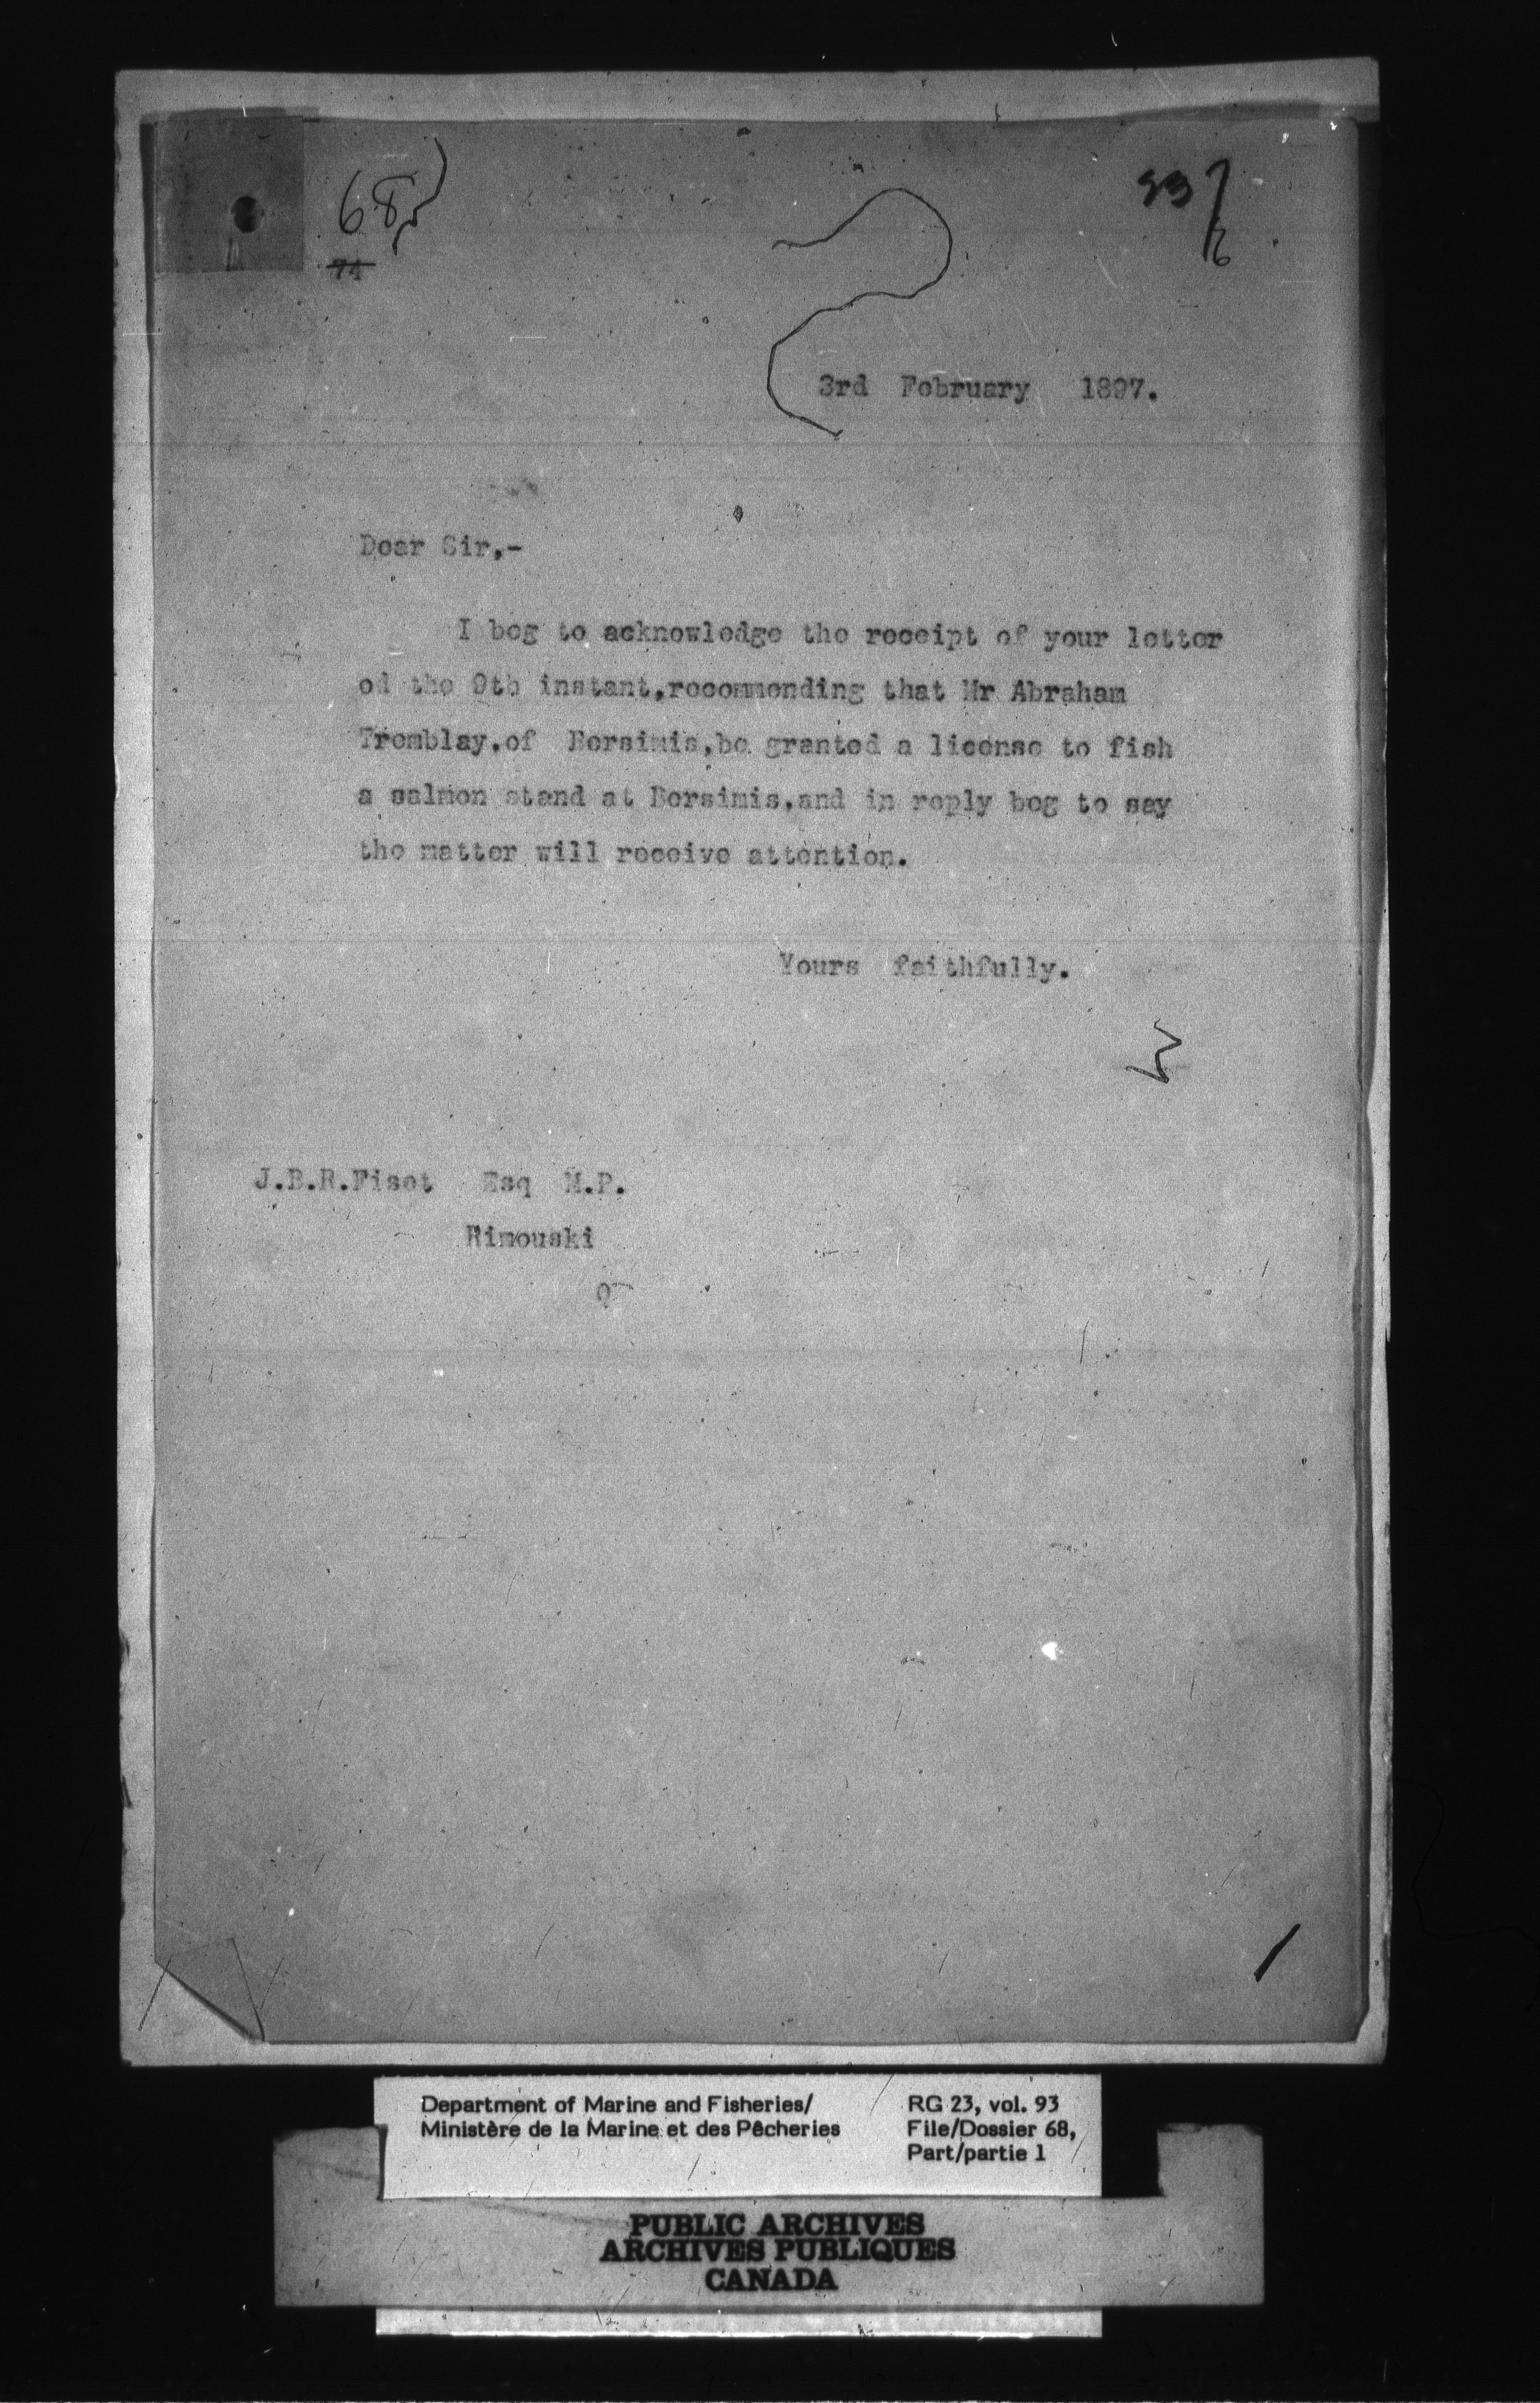 68
74
93
6
3rd February 1897.
Dear Sir,-
I beg to acknowledge the receipt of your letter
od the 9th instant,recommending that Mr Abraham
Tremblay,of Bersimis,be granted a license to fish
a salmon stand at Bersimis,and in reply beg to say
the matter will receive attention.
Yours faithfully.
J.B.R.Fiset Esq M.P.
Rimouski
Department of Marine and Fisheries/
Ministère de la Marine et des Pêcheries
RG 23, vol. 93
File/Dossier 68,
Part/partie 1
PUBLIC ARCHIVES
ARCHIVES PUBLIQUES
CANADA